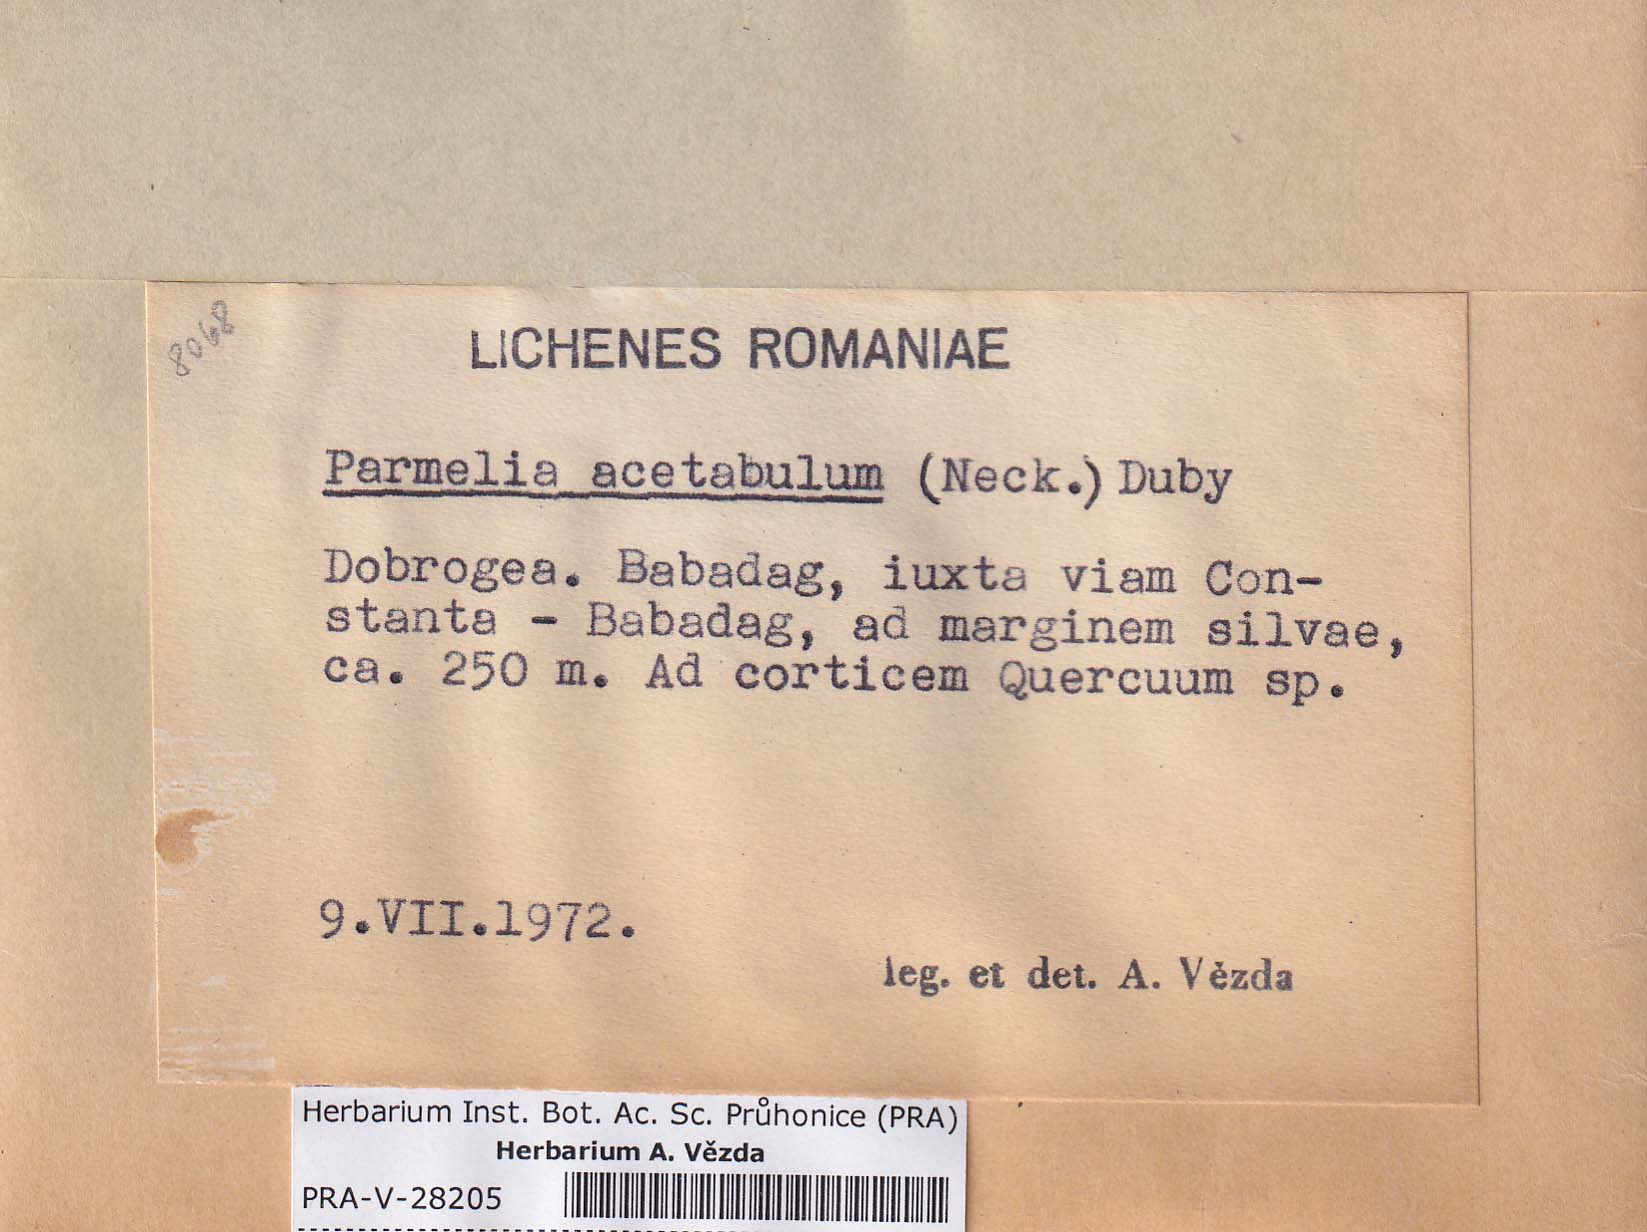 8068
LICHENES ROMANIAE
Parmelia acetabulum (Neck.) Duby
Dobrogea. Babadag, iuxta viam Con-
stanta - Babadag, ad marginem silvae,
ca. 250 m. Ad corticem Quercuum sp.
9.VII.1972.
leg. et det. A. Vězda
Herbarium Inst. Bot. Ac. Sc. Průhonice (PRA)
Herbarium A. Vězda
PRA-V-28205